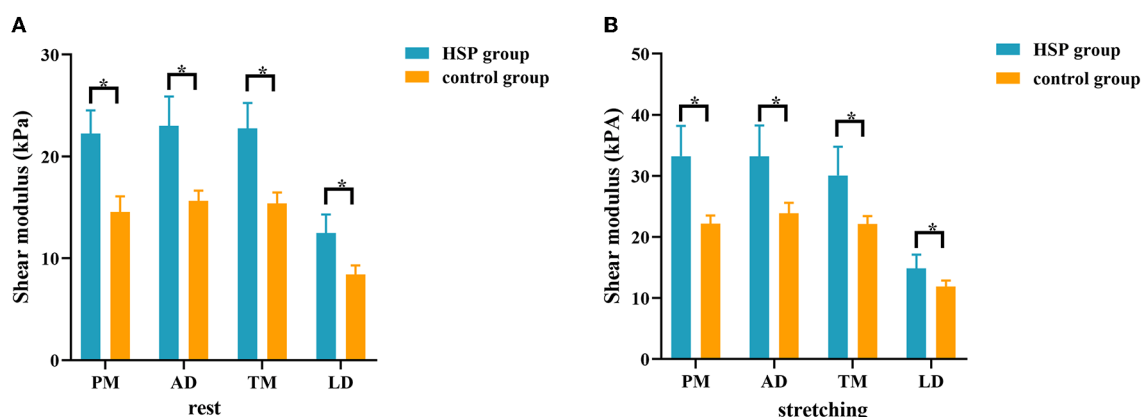 A
Shear modulus (kPa)
30
20
10
0
* * * *
PM AD TM LD
rest
HSP group
control group
B
Shear modulus (kPA)
50
40
30
20
10
0
* * * *
PM AD TM LD
stretching
HSP group
control group